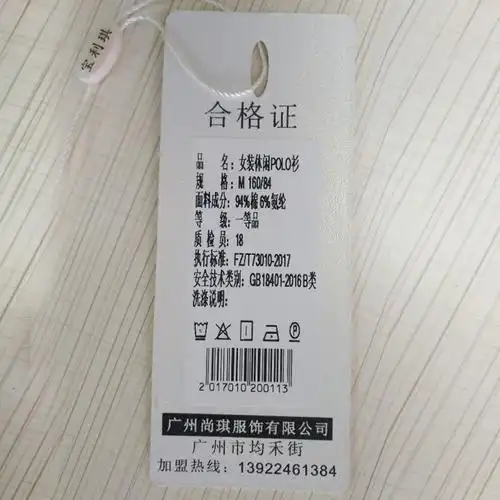 宝利琪
合格证
品 名: 女装休闲POLO衫
规 格: M 160/84
面料成分: 94%棉 6%氨纶
等 级: 一等品
质 检 员: 18
执行标准: FZ/T73010-2017
安全技术类别: GB18401-2016 B类
洗涤说明:
2017010200113
广州尚琪服饰有限公司
广州市均禾街
加盟热线: 13922461384